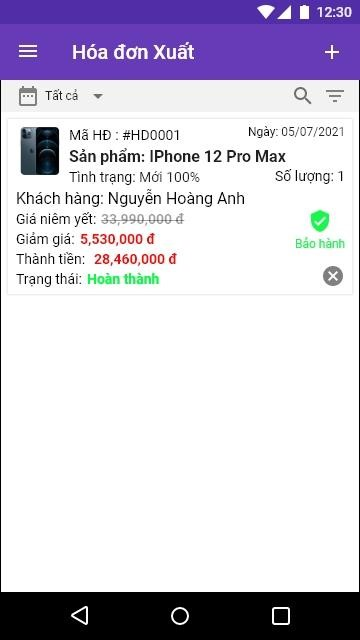 12:30
Hóa đơn Xuất
Tất cả
Mã HĐ : #HD0001
Ngày: 05/07/2021
Sản phẩm: IPhone 12 Pro Max
Tình trạng: Mới 100%
Số lượng: 1
Khách hàng: Nguyễn Hoàng Anh
Giá niêm yết: 33,990,000 đ
Giảm giá: 5,530,000 đ
Bảo hành
Thành tiền: 28,460,000 đ
Trạng thái: Hoàn thành